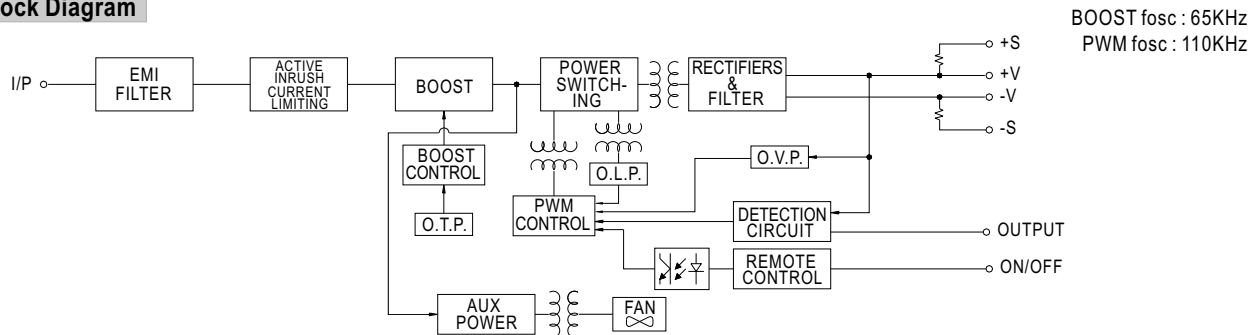 ock Diagram
BOOST fosc : 65KHz
PWM fosc : 110KHz
I/P
EMI
FILTER
ACTIVE
INRUSH
CURRENT
LIMITING
BOOST
POWER
SWITCH-
ING
RECTIFIERS
&
FILTER
+S
+V
-V
-S
BOOST
CONTROL
O.L.P.
O.V.P.
O.T.P.
PWM
CONTROL
DETECTION
CIRCUIT
OUTPUT
REMOTE
CONTROL
ON/OFF
AUX
POWER
FAN